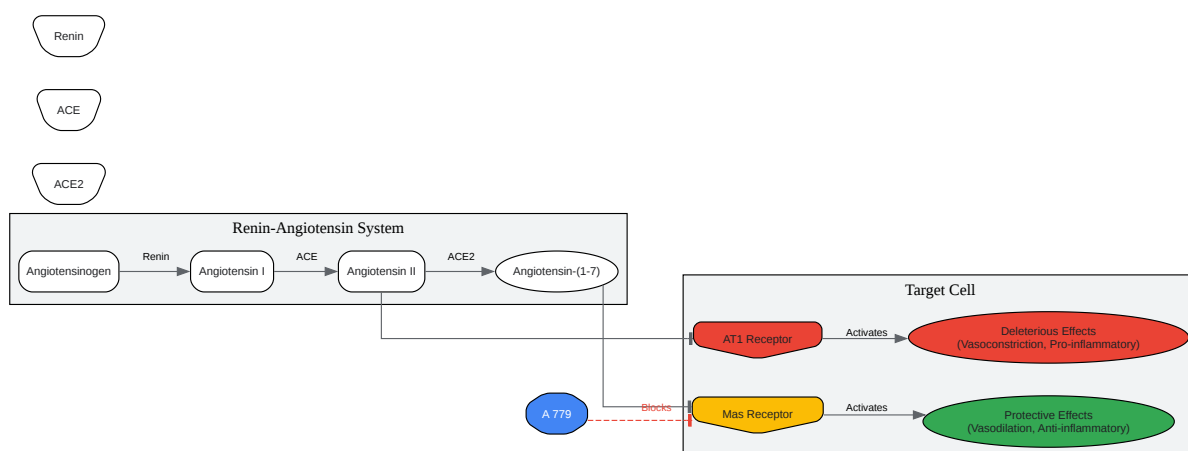 Renin
ACE
ACE2
Renin-Angiotensin System
Angiotensinogen
Renin
Angiotensin I
ACE
Angiotensin II
ACE2
Angiotensin-(1-7)
Target Cell
AT1 Receptor
Activates
Deleterious Effects
(Vasoconstriction, Pro-inflammatory)
A 779
Blocks
Mas Receptor
Activates
Protective Effects
(Vasodilation, Anti-inflammatory)